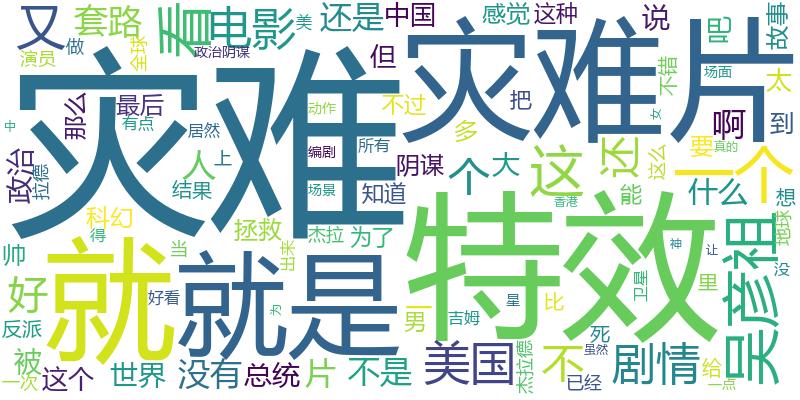 又
套路
看
电影
还是
中国
感觉
这种
说
吧
故事
演员
做
全球
政治阴谋
美
但
灾难
灾难片
不错
场面
太
那么
最后
有点
中
居然
动作
不过
把
多
女
啊
到
真的
政治
拉德
人
上
编剧
所有
阴谋
个
大
这
还
能
这么
要
一个
什么
想
结果
场景
知道
科幻
得
当
拯救
杰拉
为了
出来
香港
特效
地球
吴彦祖
帅
好
就
就是
神
让
没
卫星
里
反派
被
好看
为
男
一
吉姆
星
比
死
虽然
一次
这个
世界
没有
总统
片
不是
美国
杰拉德
不
已经
剧情
给
一点